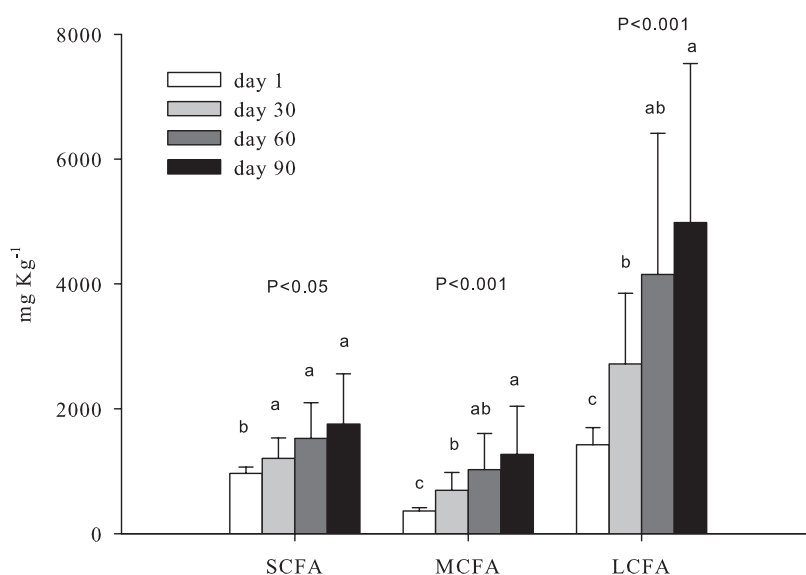 P<0.001
8000
a
day 1
day 30
ab
day 60
day 90
6000
mg Kg-1
b
4000
P<0.05
P<0.001
a
a
a
ab
2000
a
b
b
c
c
0
SCFA
MCFA
LCFA